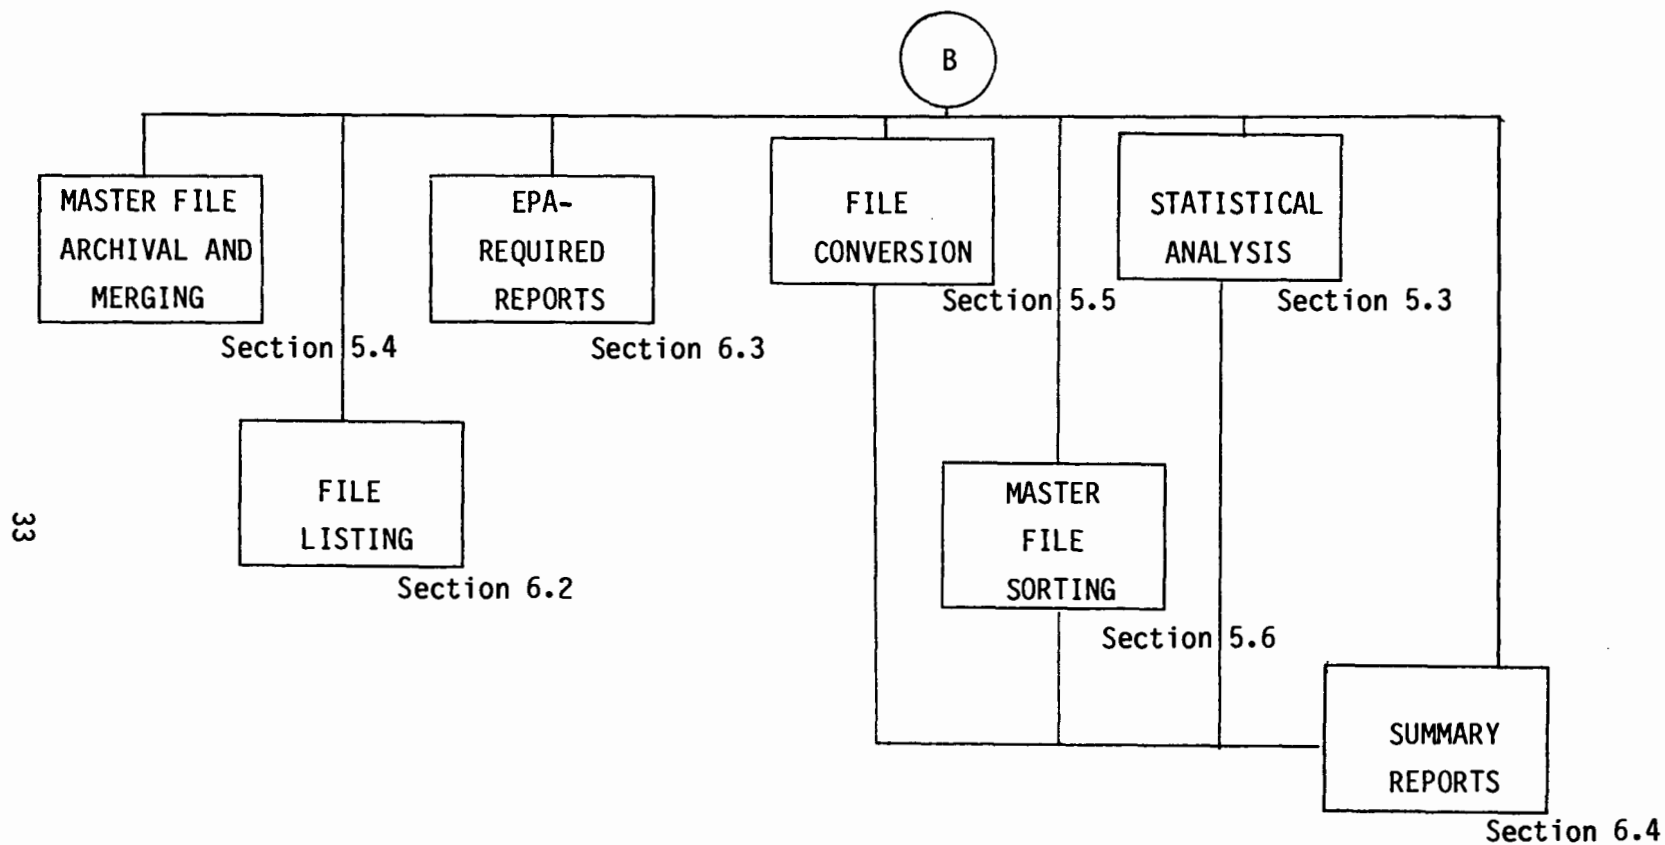 B
MASTER FILE
ARCHIVAL AND
MERGING
Section 5.4
EPA-
REQUIRED
REPORTS
Section 6.3
FILE
CONVERSION
Section 5.5
STATISTICAL
ANALYSIS
Section 5.3
FILE
LISTING
Section 6.2
MASTER
FILE
SORTING
Section 5.6
SUMMARY
REPORTS
Section 6.4
33